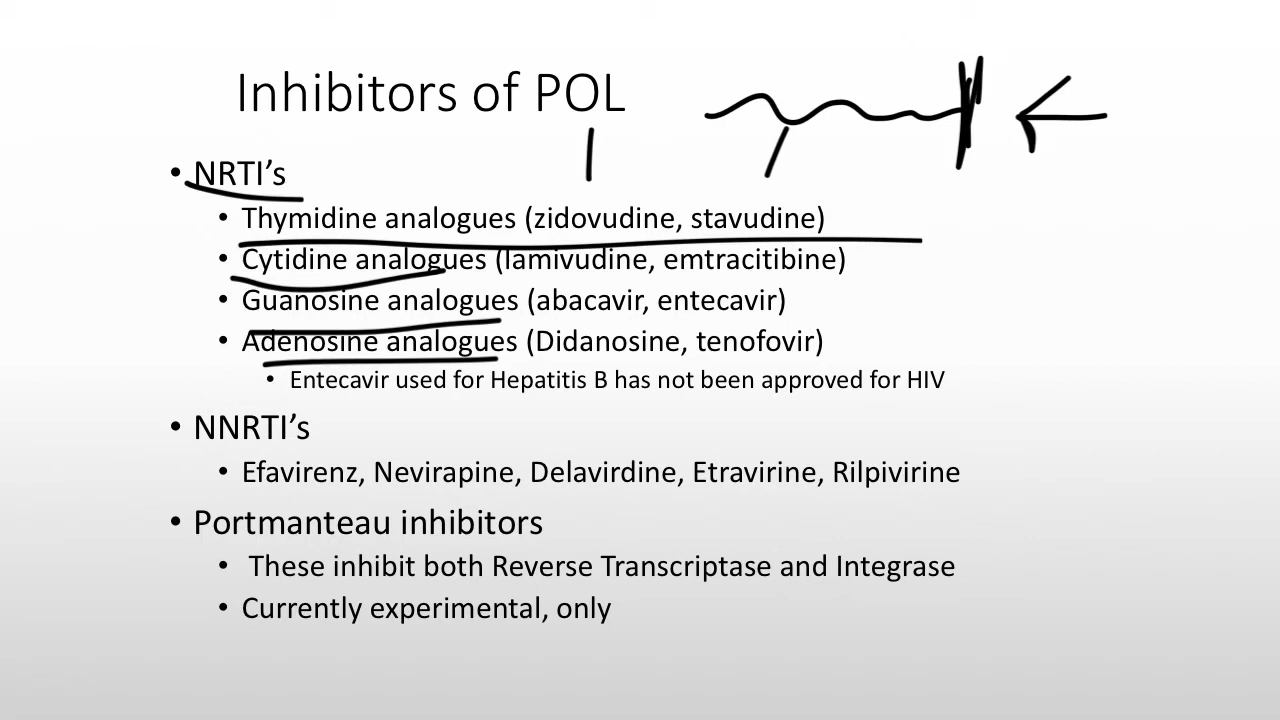 Inhibitors of POL
• NRTI's
• Thymidine analogues (zidovudine, stavudine)
• Cytidine analogues (lamivudine, emtracitibine)
• Guanosine analogues (abacavir, entecavir)
• Adenosine analogues (Didanosine, tenofovir)
• Entecavir used for Hepatitis B has not been approved for HIV
• NNRTI's
• Efavirenz, Nevirapine, Delavirdine, Etravirine, Rilpivirine
• Portmanteau inhibitors
• These inhibit both Reverse Transcriptase and Integrase
• Currently experimental, only